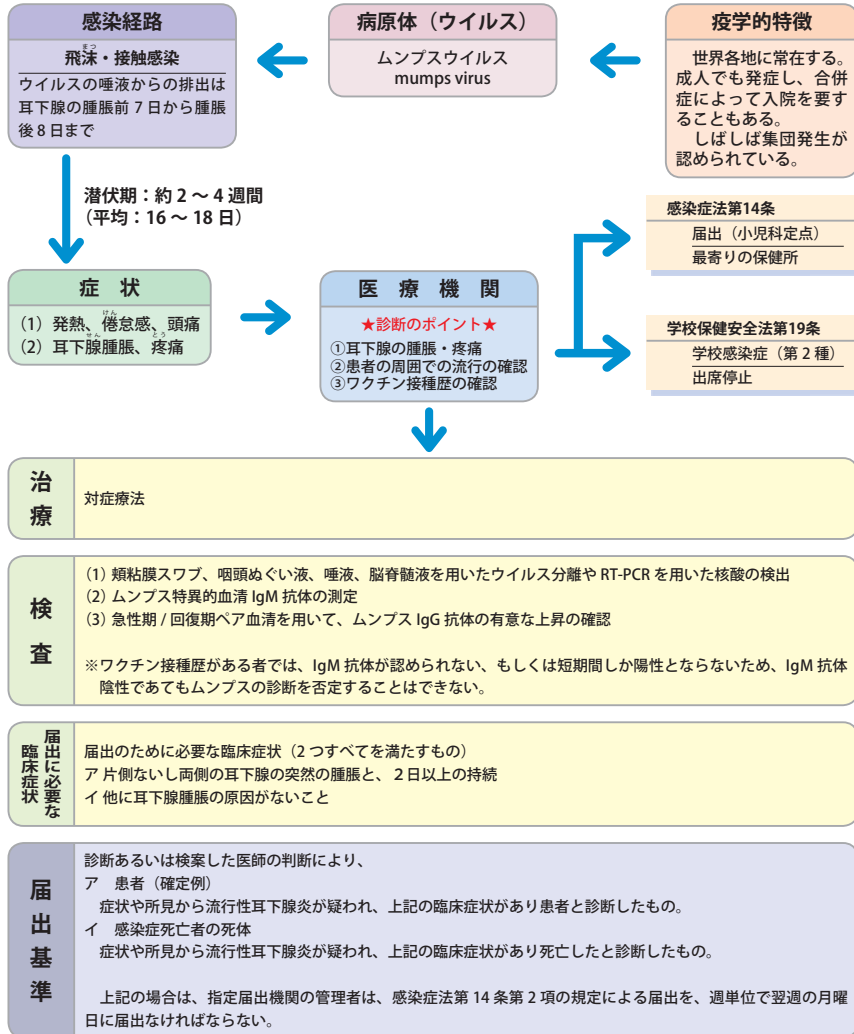 感染経路
飛沫・接触感染
ウイルスの唾液からの排出は
耳下腺の腫脹前7日から腫脹
後8日まで
病原体（ウイルス）
ムンプスウイルス
mumps virus
疫学的特徴
世界各地に常在する。
成人でも発症し、合併
症によって入院を要す
ることもある。
しばしば集団発生が
認められている。
潜伏期：約2～4週間
（平均：16～18日）
症 状
（1）発熱、倦怠感、頭痛
（2）耳下腺腫脹、疼痛
医 療 機 関
★診断のポイント★
①耳下腺の腫脹・疼痛
②患者の周囲での流行の確認
③ワクチン接種歴の確認
感染症法第14条
届出（小児科定点）
最寄りの保健所
学校保健安全法第19条
学校感染症（第2種）
出席停止
治療
対症療法
検査
（1）頬粘膜スワブ、咽頭ぬぐい液、唾液、脳脊髄液を用いたウイルス分離や RT-PCR を用いた核酸の検出
（2）ムンプス特異的血清 IgM 抗体の測定
（3）急性期 / 回復期ペア血清を用いて、ムンプス IgG 抗体の有意な上昇の確認
※ワクチン接種歴がある者では、IgM 抗体が認められない、もしくは短期間しか陽性とならないため、IgM 抗体
陰性であてもムンプスの診断を否定することはできない。
届出に必要な
臨床症状
届出のために必要な臨床症状（2つすべてを満たすもの）
ア 片側ないし両側の耳下腺の突然の腫脹と、2日以上の持続
イ 他に耳下腺腫脹の原因がないこと
届出基準
診断あるいは検案した医師の判断により、
ア　患者（確定例）
症状や所見から流行性耳下腺炎が疑われ、上記の臨床症状があり患者と診断したもの。
イ　感染症死亡者の死体
症状や所見から流行性耳下腺炎が疑われ、上記の臨床症状があり死亡したと診断したもの。
上記の場合は、指定届出機関の管理者は、感染症法第14条第2項の規定による届出を、週単位で翌週の月曜
日に届出なければならない。